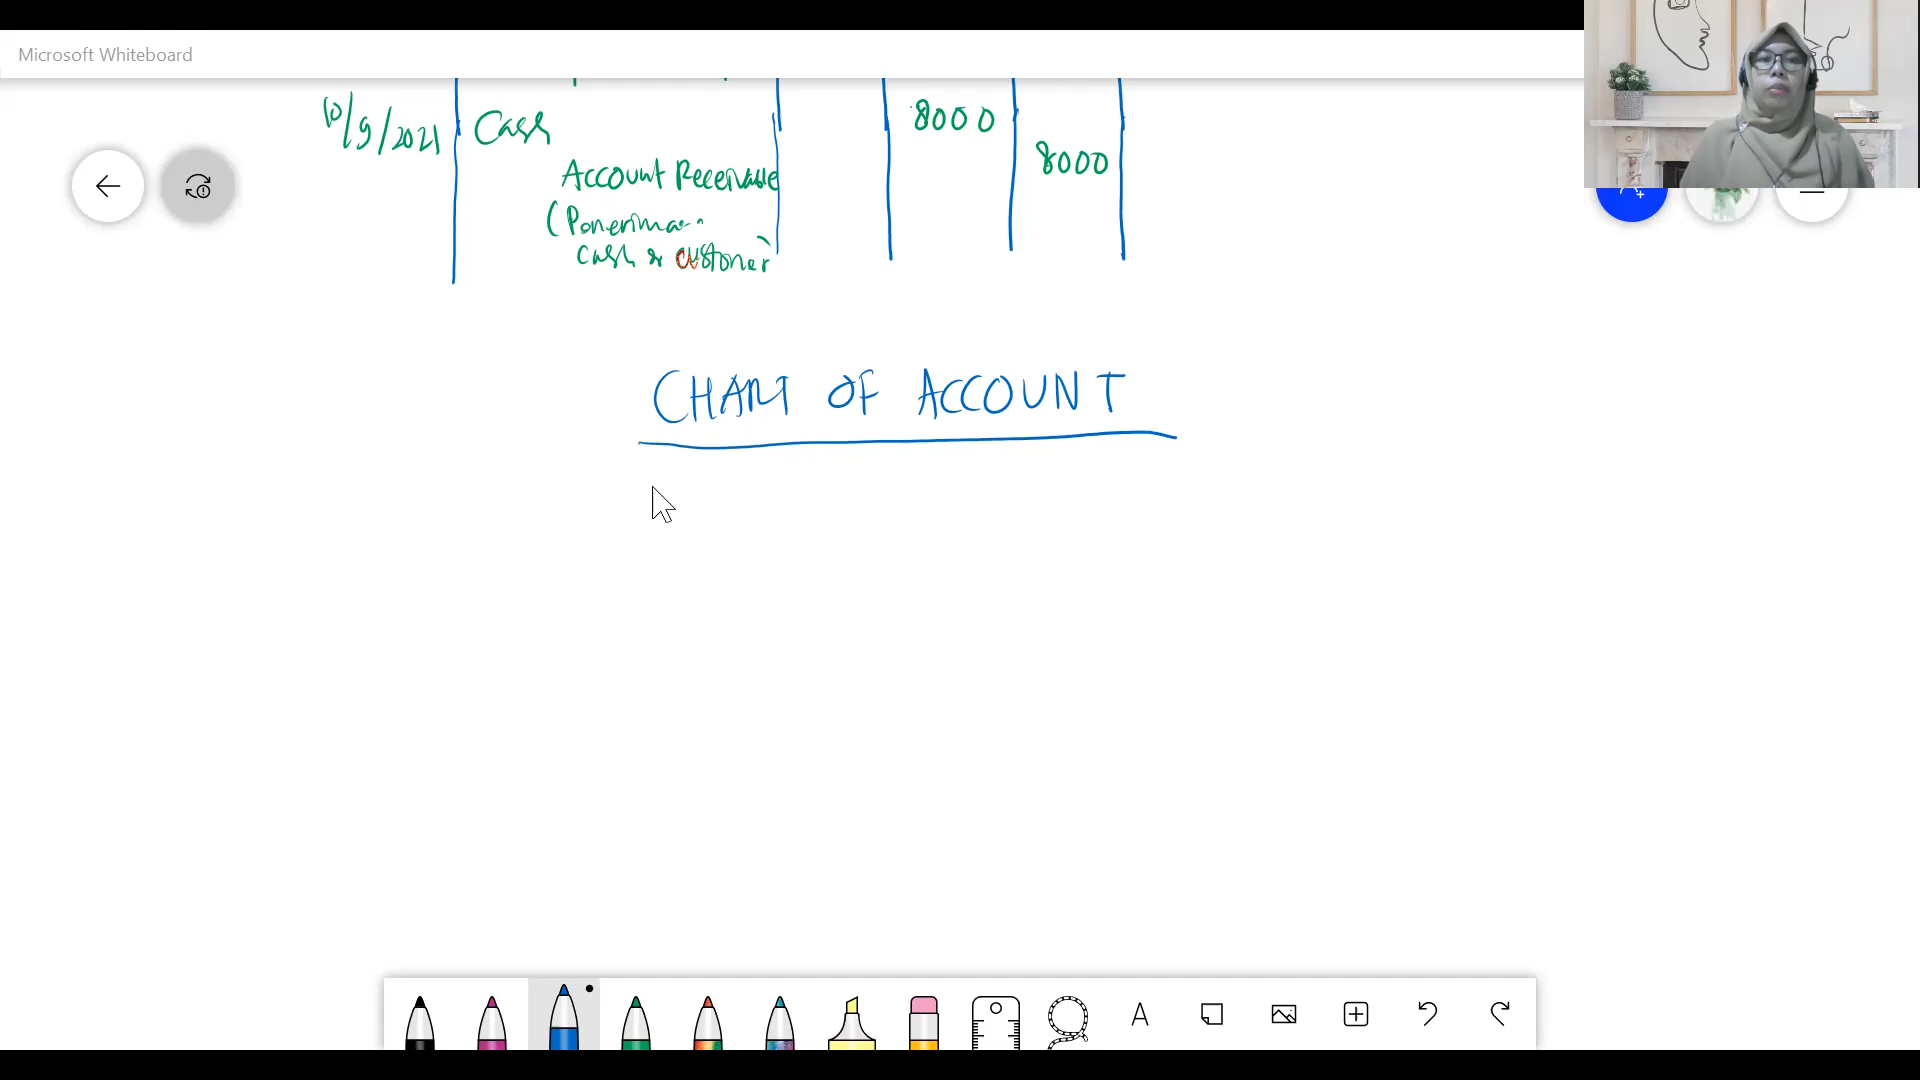 Microsoft Whiteboard
10/9/2021 Cash 8000
Account Receivable 8000
(Penerimaan
cash customer)
CHART OF ACCOUNT
A